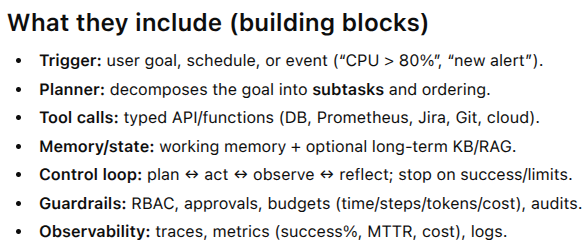 What they include (building blocks)
• Trigger: user goal, schedule, or event (“CPU > 80%”, “new alert”).
• Planner: decomposes the goal into subtasks and ordering.
• Tool calls: typed API/functions (DB, Prometheus, Jira, Git, cloud).
• Memory/state: working memory + optional long-term KB/RAG.
• Control loop: plan ↔ act ↔ observe ↔ reflect; stop on success/limits.
• Guardrails: RBAC, approvals, budgets (time/steps/tokens/cost), audits.
• Observability: traces, metrics (success%, MTTR, cost), logs.